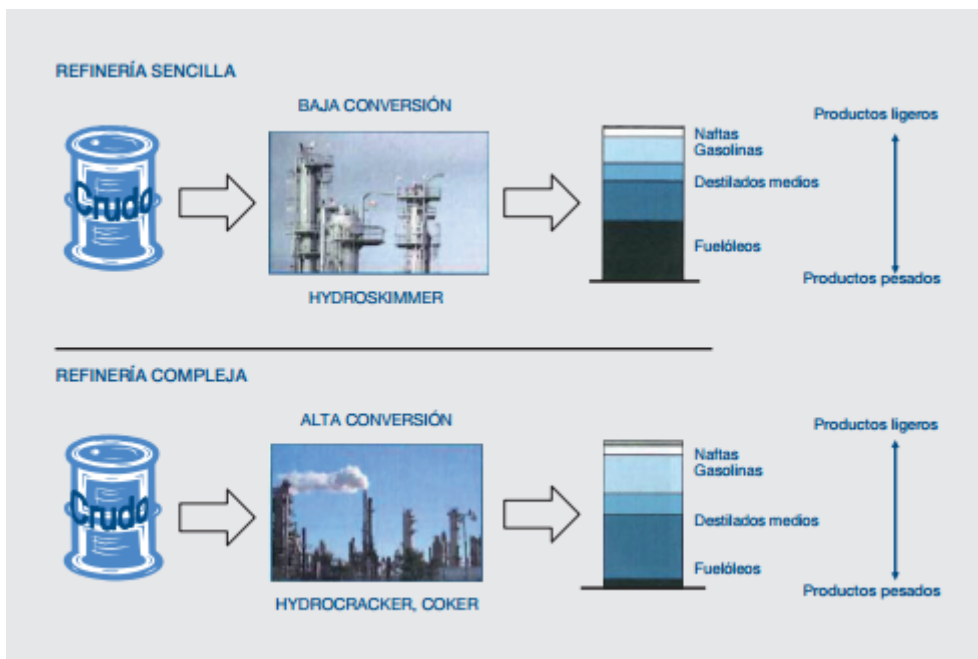 REFINERÍA SENCILLA
BAJA CONVERSIÓN
Crudo
HYDROSKIMMER
Naftas
Gasolinas
Destilados medios
Fuelóleos
Productos ligeros
Productos pesados
REFINERÍA COMPLEJA
ALTA CONVERSIÓN
Crudo
HYDROCRACKER, COKER
Naftas
Gasolinas
Destilados medios
Fuelóleos
Productos ligeros
Productos pesados